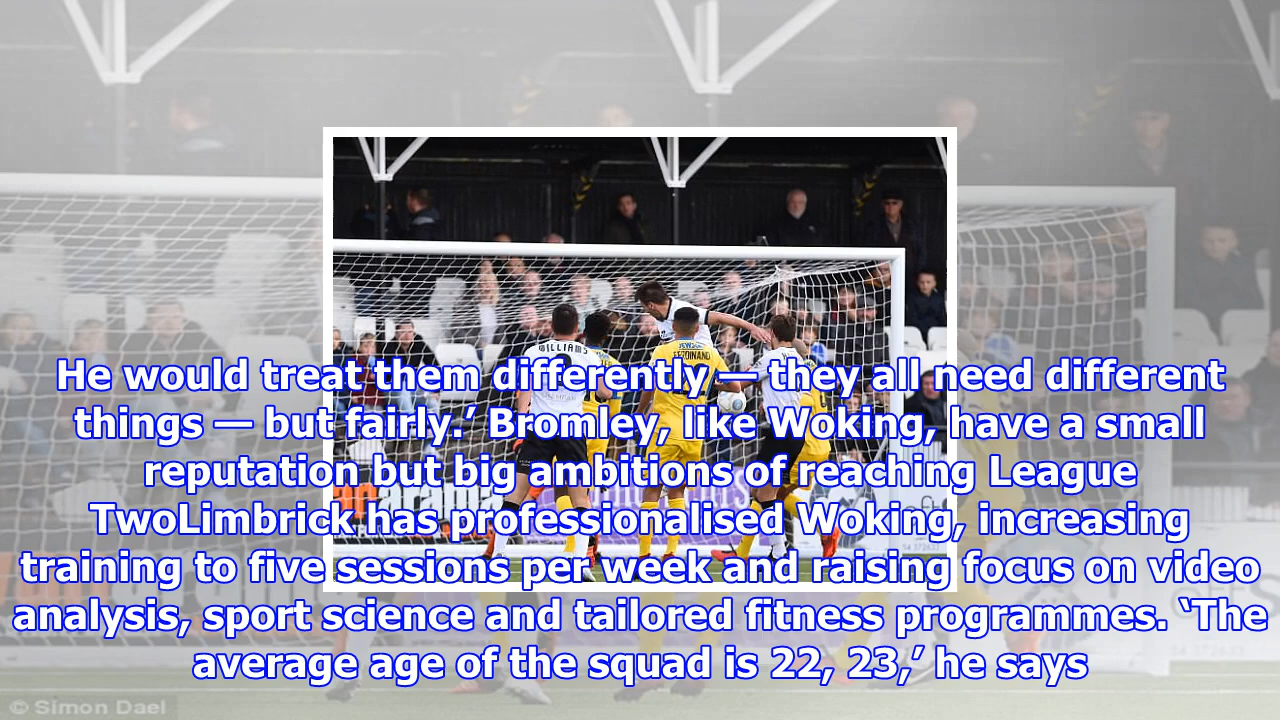 WILLIAMS
JEWSON
FERDINAND
He would treat them differently — they all need different
things — but fairly.’ Bromley, like Woking, have a small
reputation but big ambitions of reaching League
TwoLimbrick has professionalised Woking, increasing
training to five sessions per week and raising focus on video
analysis, sport science and tailored fitness programmes. ‘The
average age of the squad is 22, 23,’ he says
© Simon Dael